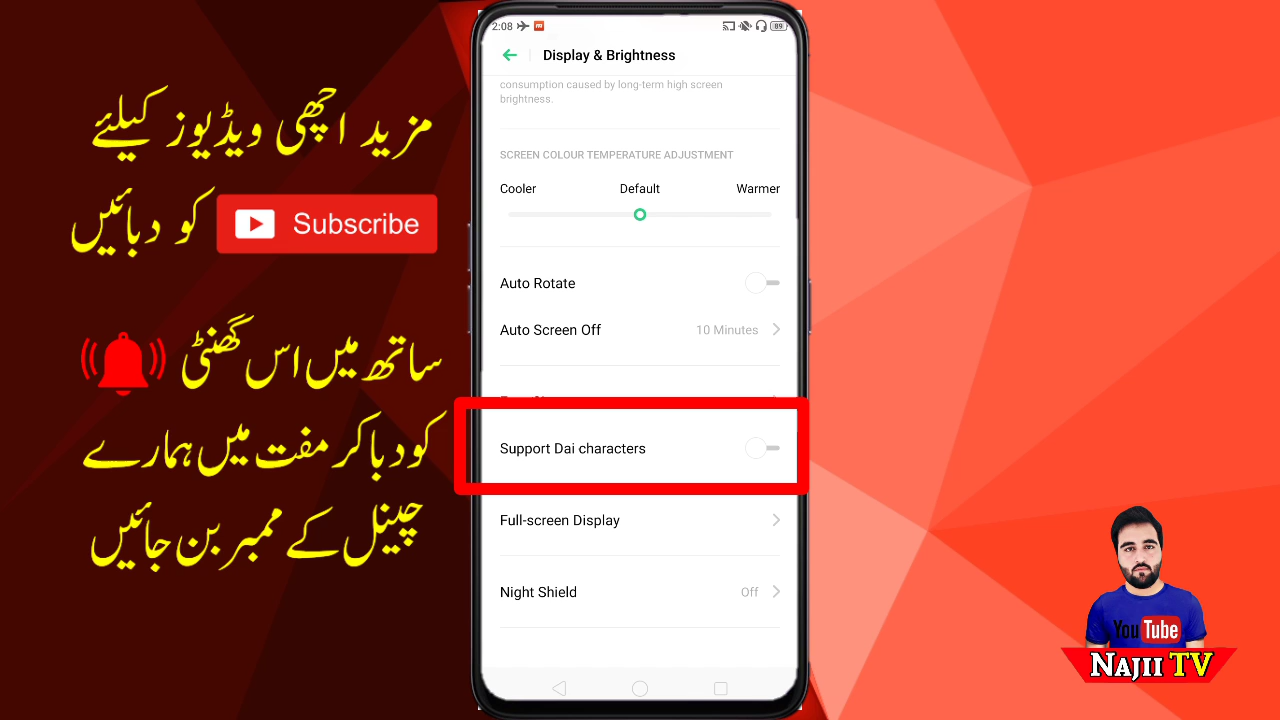 مزید اچھی ویڈیوز کیلئے
Subscribe کو دبائیں
ساتھ میں اس گھنٹی
کو دبا کر مفت میں ہمارے
چینل کے ممبر بن جائیں
2:08
89
Display & Brightness
consumption caused by long-term high screen
brightness.
SCREEN COLOUR TEMPERATURE ADJUSTMENT
Cooler Default Warmer
Auto Rotate
Auto Screen Off 10 Minutes
Support Dai characters
Full-screen Display
Night Shield Off
YouTube
NAJII TV